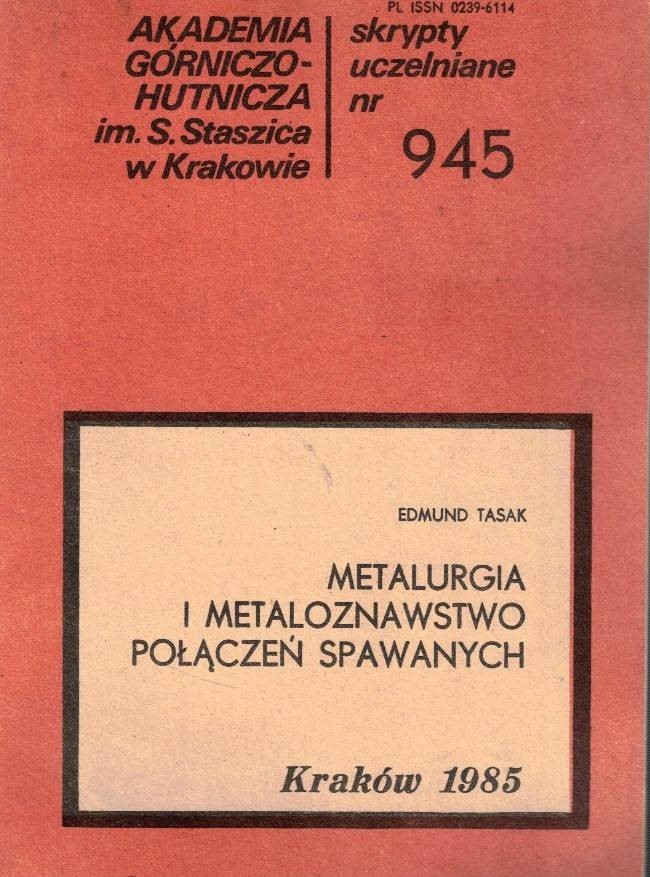 PL ISSN 0239-6114
AKADEMIA
GÓRNICZO-
HUTNICZA
im. S. Staszica
w Krakowie
skrypty
uczelniane
nr
945
EDMUND TASAK
METALURGIA
I METALOZNAWSTWO
POŁĄCZEŃ SPAWANYCH
Kraków 1985